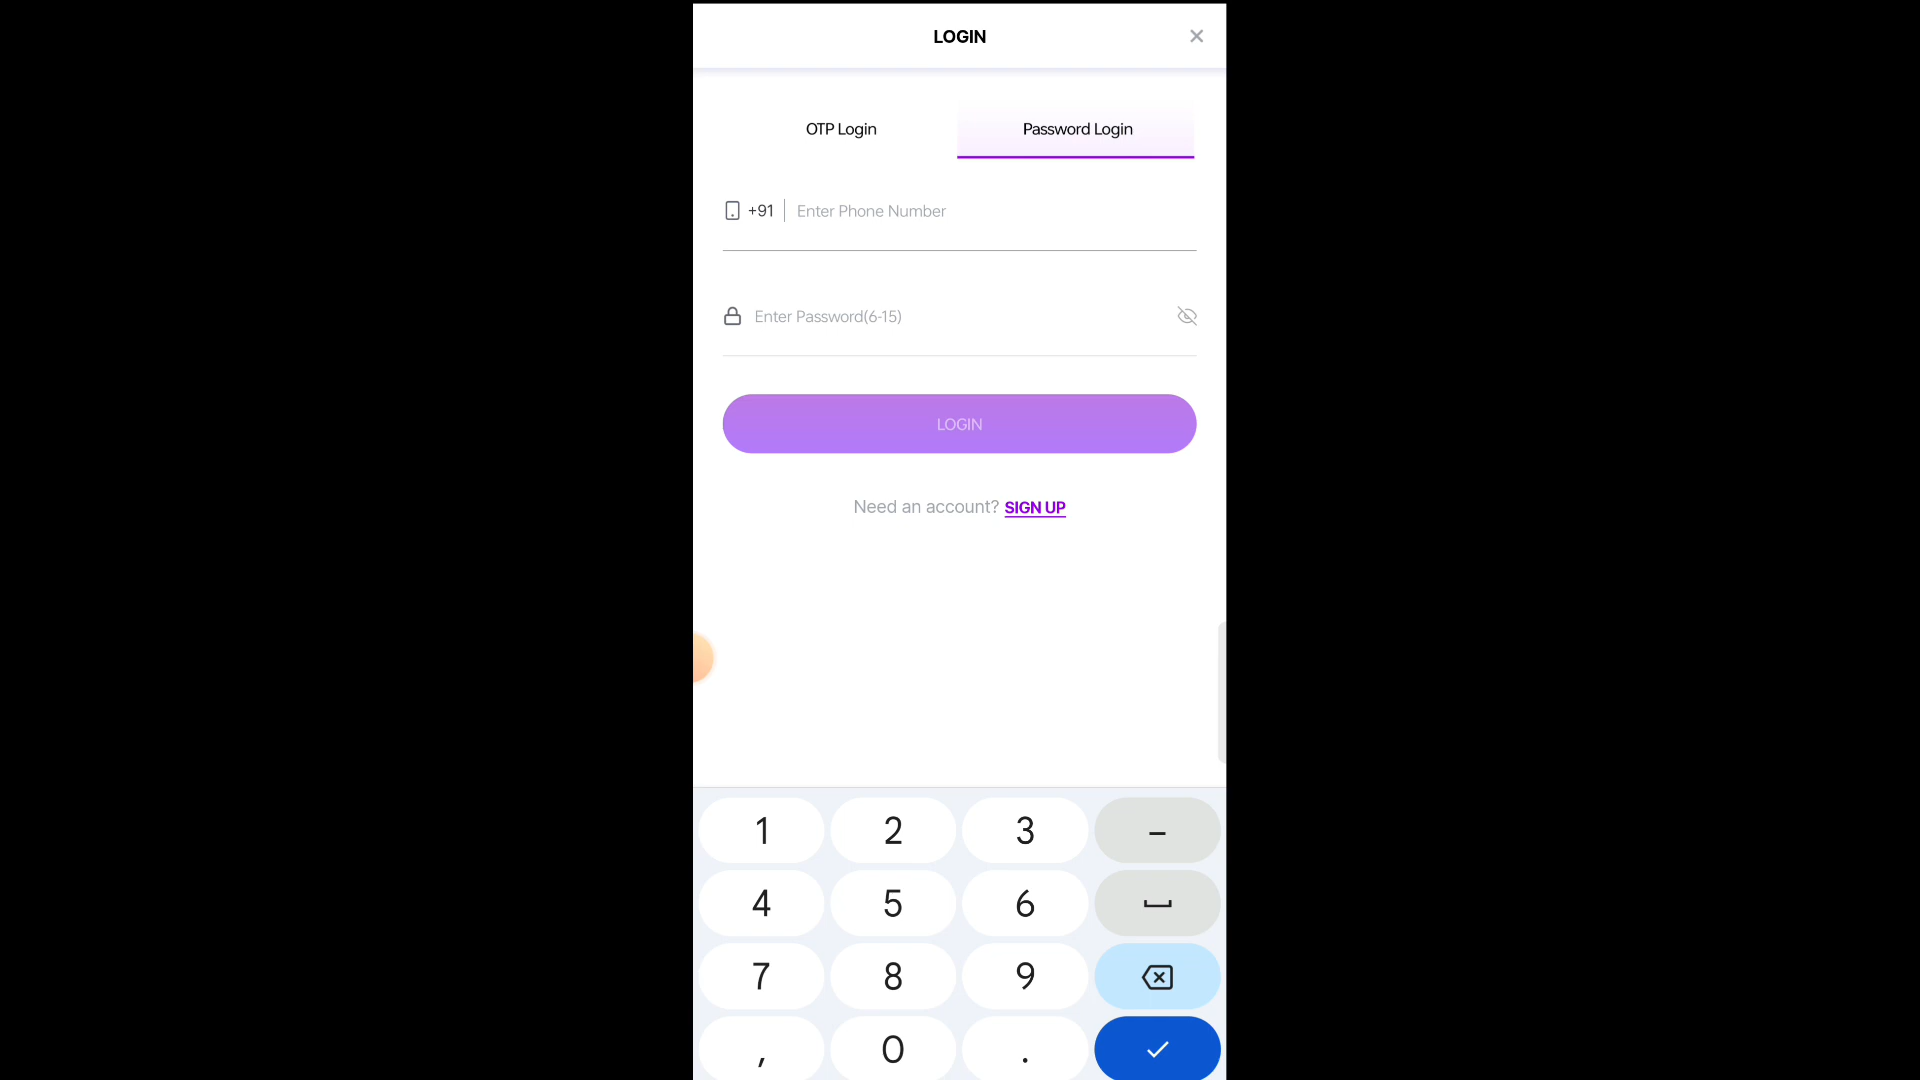 LOGIN
OTP Login
Password Login
+91
Enter Phone Number
Enter Password(6-15)
LOGIN
Need an account? SIGN UP
1 2 3 –
4 5 6
7 8 9
, 0 .